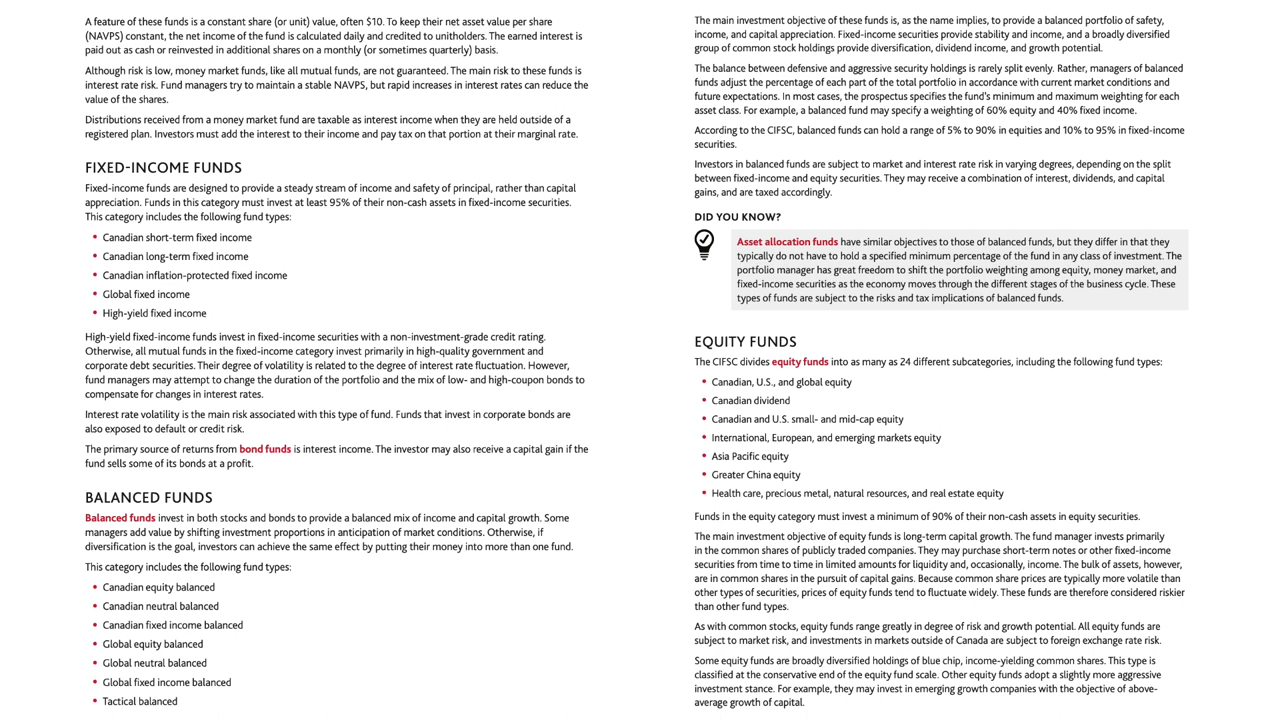 A feature of these funds is a constant share (or unit) value, often $10. To keep their net asset value per share
(NAVPS) constant, the net income of the fund is calculated daily and credited to unitholders. The earned interest is
paid out as cash or reinvested in additional shares on a monthly (or sometimes quarterly) basis.
Although risk is low, money market funds, like all mutual funds, are not guaranteed. The main risk to these funds is
interest rate risk. Fund managers try to maintain a stable NAVPS, but rapid increases in interest rates can reduce the
value of the shares.
Distributions received from a money market fund are taxable as interest income when they are held outside of a
registered plan. Investors must add the interest to their income and pay tax on that portion at their marginal rate.
FIXED-INCOME FUNDS
Fixed-income funds are designed to provide a steady stream of income and safety of principal, rather than capital
appreciation. Funds in this category must invest at least 95% of their non-cash assets in fixed-income securities.
This category includes the following fund types:
• Canadian short-term fixed income
• Canadian long-term fixed income
• Canadian inflation-protected fixed income
• Global fixed income
• High-yield fixed income
High-yield fixed-income funds invest in fixed-income securities with a non-investment-grade credit rating.
Otherwise, all mutual funds in the fixed-income category invest primarily in high-quality government and
corporate debt securities. Their degree of volatility is related to the degree of interest rate fluctuation. However,
fund managers may attempt to change the duration of the portfolio and the mix of low- and high-coupon bonds to
compensate for changes in interest rates.
Interest rate volatility is the main risk associated with this type of fund. Funds that invest in corporate bonds are
also exposed to default or credit risk.
The primary source of returns from bond funds is interest income. The investor may also receive a capital gain if the
fund sells some of its bonds at a profit.
BALANCED FUNDS
Balanced funds invest in both stocks and bonds to provide a balanced mix of income and capital growth. Some
managers add value by shifting investment proportions in anticipation of market conditions. Otherwise, if
diversification is the goal, investors can achieve the same effect by putting their money into more than one fund.
This category includes the following fund types:
• Canadian equity balanced
• Canadian neutral balanced
• Canadian fixed income balanced
• Global equity balanced
• Global neutral balanced
• Global fixed income balanced
• Tactical balanced
The main investment objective of these funds is, as the name implies, to provide a balanced portfolio of safety,
income, and capital appreciation. Fixed-income securities provide stability and income, and a broadly diversified
group of common stock holdings provide diversification, dividend income, and growth potential.
The balance between defensive and aggressive security holdings is rarely split evenly. Rather, managers of balanced
funds adjust the percentage of each part of the total portfolio in accordance with current market conditions and
future expectations. In most cases, the prospectus specifies the fund's minimum and maximum weighting for each
asset class. For example, a balanced fund may specify a weighting of 60% equity and 40% fixed income.
According to the CIFSC, balanced funds can hold a range of 5% to 90% in equities and 10% to 95% in fixed-income
securities.
Investors in balanced funds are subject to market and interest rate risk in varying degrees, depending on the split
between fixed-income and equity securities. They may receive a combination of interest, dividends, and capital
gains, and are taxed accordingly.
DID YOU KNOW?
Asset allocation funds have similar objectives to those of balanced funds, but they differ in that they
typically do not have to hold a specified minimum percentage of the fund in any class of investment. The
portfolio manager has great freedom to shift the portfolio weighting among equity, money market, and
fixed-income securities as the economy moves through the different stages of the business cycle. These
types of funds are subject to the risks and tax implications of balanced funds.
EQUITY FUNDS
The CIFSC divides equity funds into as many as 24 different subcategories, including the following fund types:
• Canadian, U.S., and global equity
• Canadian dividend
• Canadian and U.S. small- and mid-cap equity
• International, European, and emerging markets equity
• Asia Pacific equity
• Greater China equity
• Health care, precious metal, natural resources, and real estate equity
Funds in the equity category must invest a minimum of 90% of their non-cash assets in equity securities.
The main investment objective of equity funds is long-term capital growth. The fund manager invests primarily
in the common shares of publicly traded companies. They may purchase short-term notes or other fixed-income
securities from time to time in limited amounts for liquidity and, occasionally, income. The bulk of assets, however,
are in common shares in the pursuit of capital gains. Because common share prices are typically more volatile than
other types of securities, prices of equity funds tend to fluctuate widely. These funds are therefore considered riskier
than other fund types.
As with common stocks, equity funds range greatly in degree of risk and growth potential. All equity funds are
subject to market risk, and investments in markets outside of Canada are subject to foreign exchange rate risk.
Some equity funds are broadly diversified holdings of blue chip, income-yielding common shares. This type is
classified at the conservative end of the equity fund scale. Other equity funds adopt a slightly more aggressive
investment stance. For example, they may invest in emerging growth companies with the objective of above-
average growth of capital.